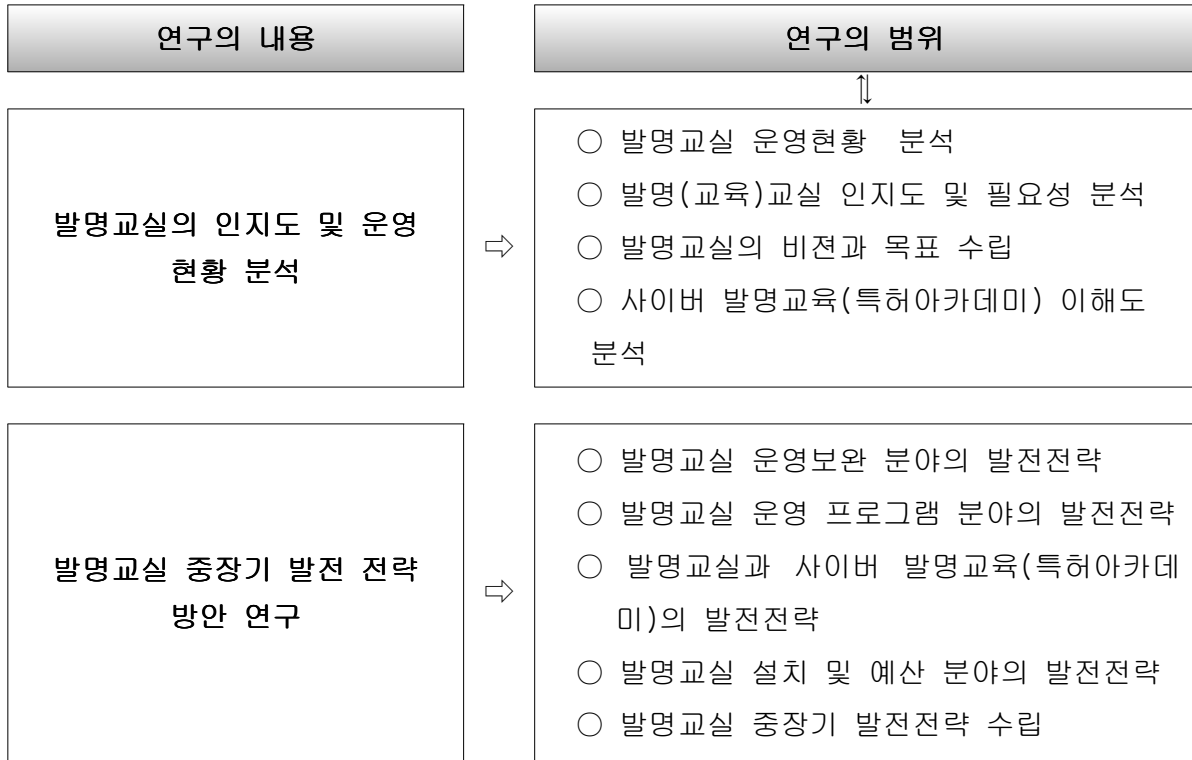 연구의 내용
연구의 범위
⇅
발명교실의 인지도 및 운영
현황 분석
⇨
○ 발명교실 운영현황 분석
○ 발명(교육)교실 인지도 및 필요성 분석
○ 발명교실의 비젼과 목표 수립
○ 사이버 발명교육(특허아카데미) 이해도
분석
발명교실 중장기 발전 전략
방안 연구
⇨
○ 발명교실 운영보완 분야의 발전전략
○ 발명교실 운영 프로그램 분야의 발전전략
○ 발명교실과 사이버 발명교육(특허아카데
미)의 발전전략
○ 발명교실 설치 및 예산 분야의 발전전략
○ 발명교실 중장기 발전전략 수립